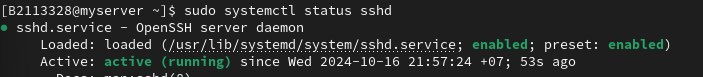 [B2113328@myserver ~]$ sudo systemctl status sshd
● sshd.service - OpenSSH server daemon
Loaded: loaded (/usr/lib/systemd/system/sshd.service; enabled; preset: enabled)
Active: active (running) since Wed 2024-10-16 21:57:24 +07; 53s ago